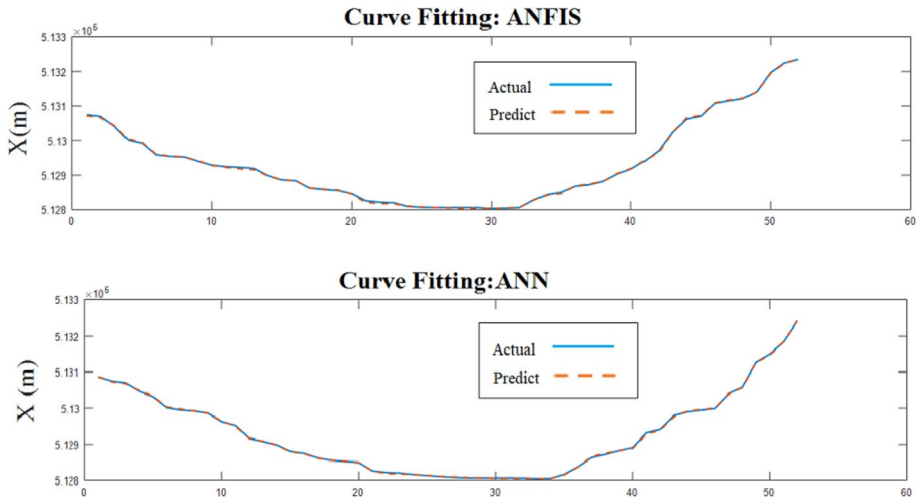 Curve Fitting: ANFIS
×10⁵
5.133
5.132
5.131
5.13
5.129
5.128
X(m)
Actual
Predict
0 10 20 30 40 50 60
Curve Fitting:ANN
×10⁵
5.133
5.132
5.131
5.13
5.129
5.128
X (m)
Actual
Predict
0 10 20 30 40 50 60